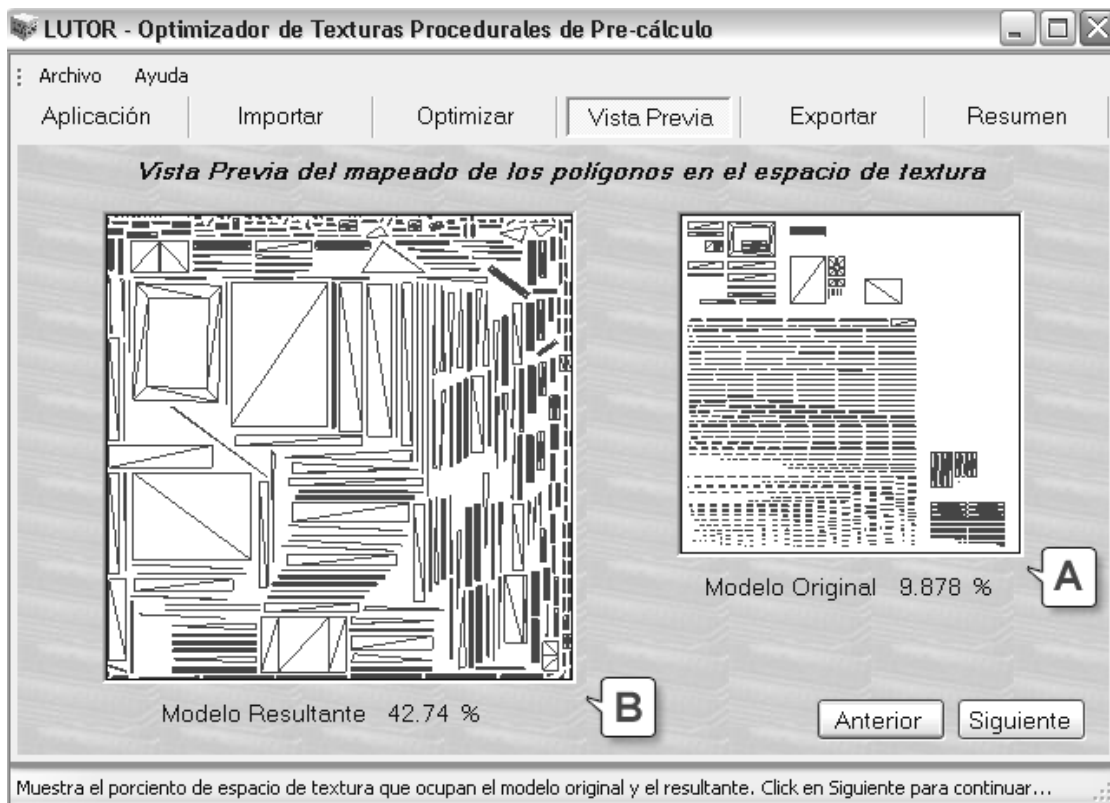 LUTOR - Optimizador de Texturas Procedurales de Pre-cálculo
Archivo Ayuda
Aplicación Importar Optimizar Vista Previa Exportar Resumen
Vista Previa del mapeado de los polígonos en el espacio de textura
Modelo Original 9.878 %
A
Modelo Resultante 42.74 %
B
Anterior Siguiente
Muestra el porciento de espacio de textura que ocupan el modelo original y el resultante. Click en Siguiente para continuar...